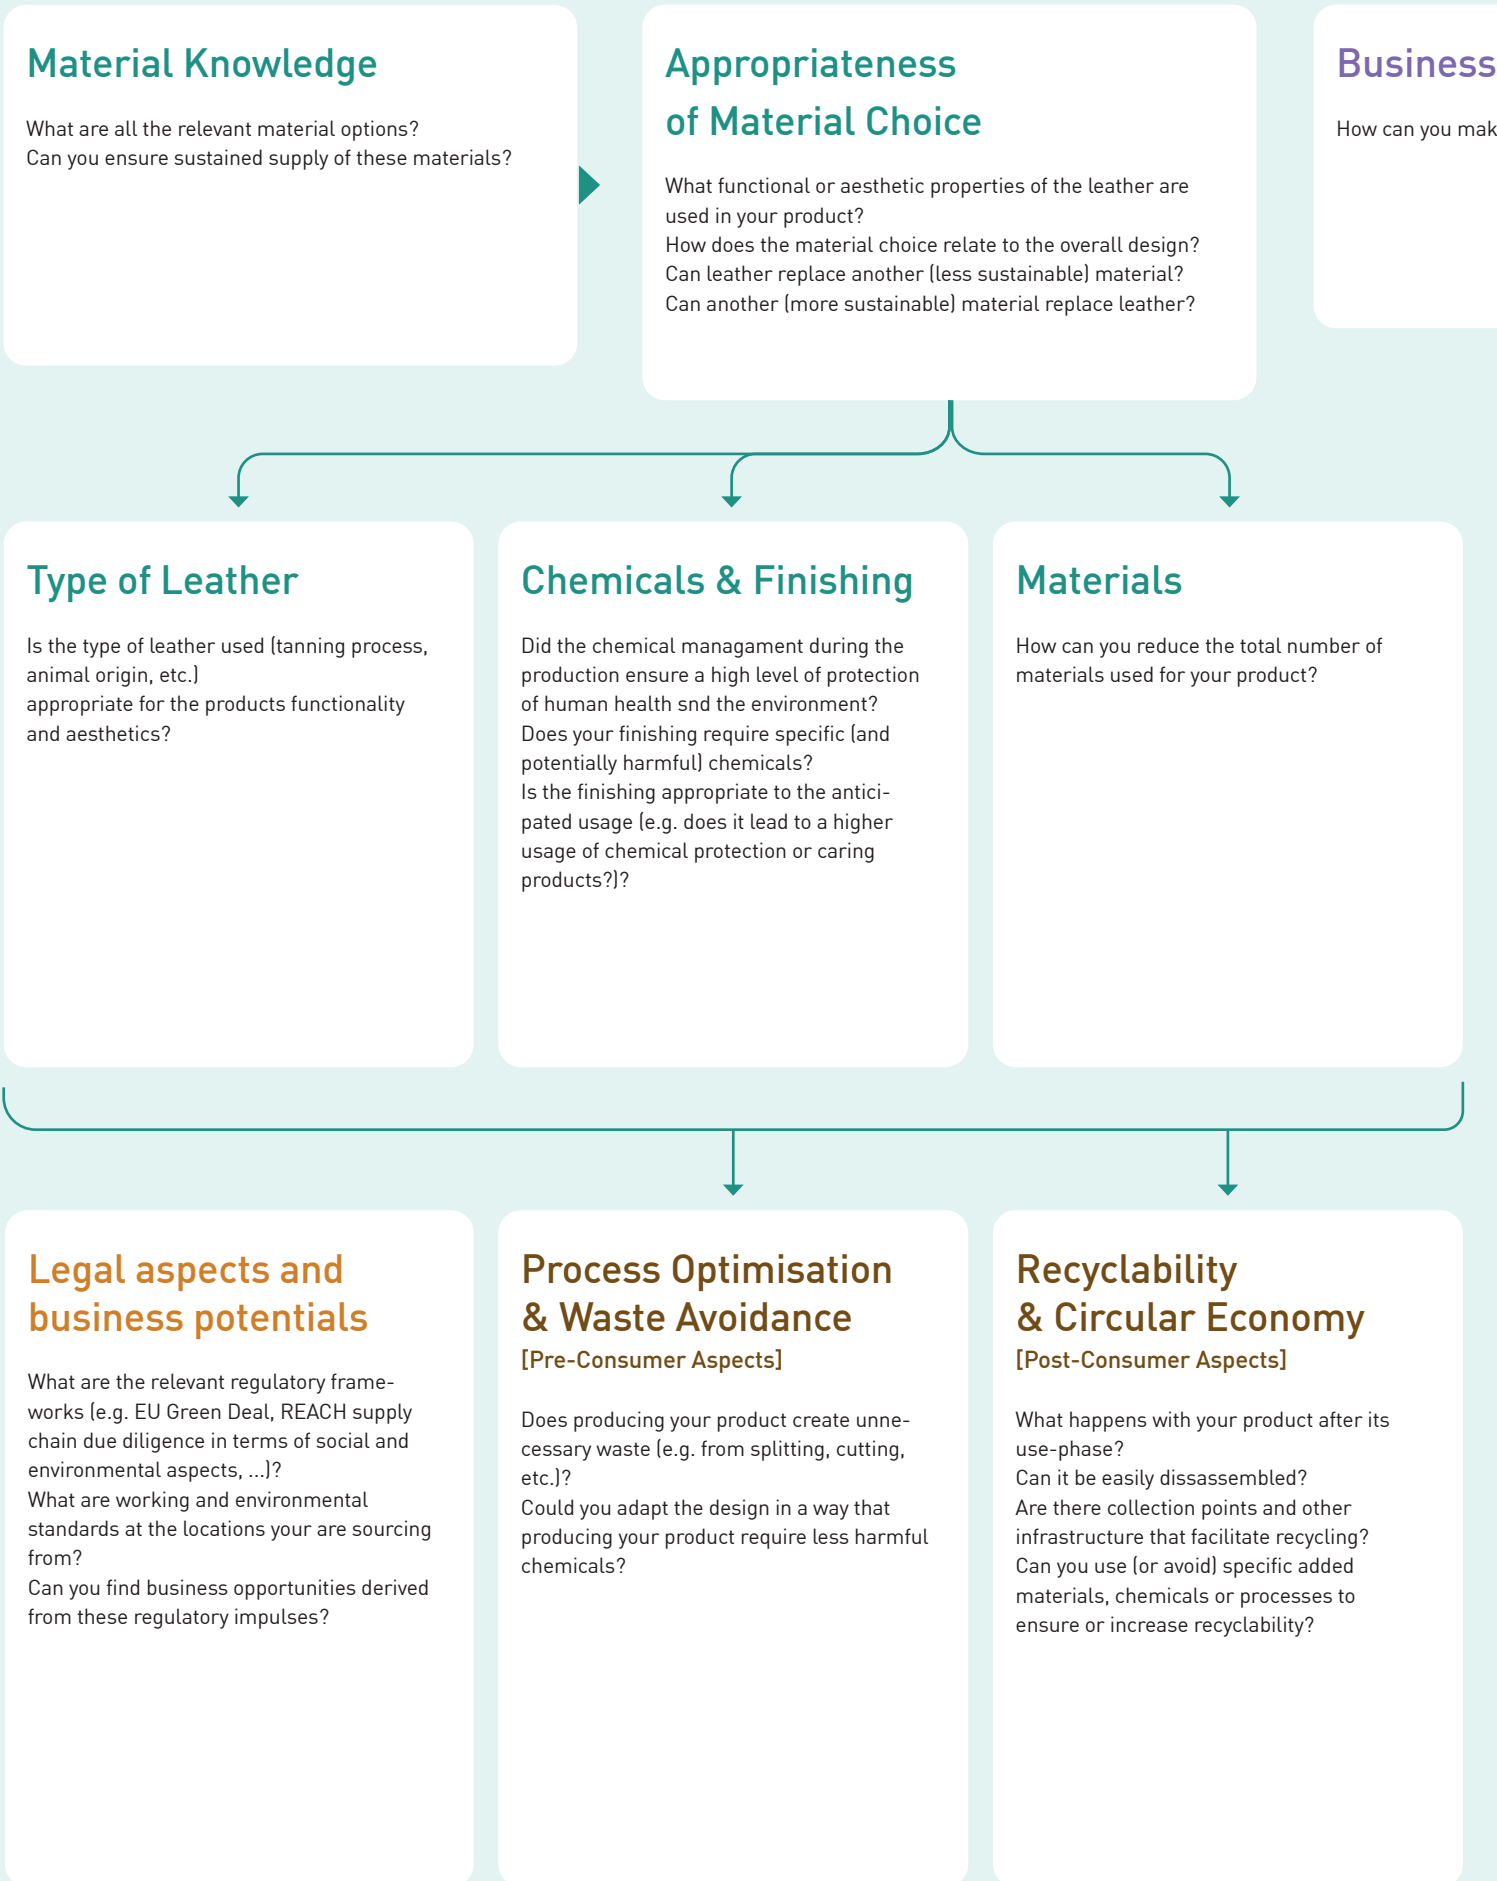 Material Knowledge
What are all the relevant material options?
Can you ensure sustained supply of these materials?
Appropriateness
of Material Choice
What functional or aesthetic properties of the leather are
used in your product?
How does the material choice relate to the overall design?
Can leather replace another (less sustainable) material?
Can another (more sustainable) material replace leather?
Business
How can you mak
Type of Leather
Is the type of leather used (tanning process,
animal origin, etc.)
appropriate for the products functionality
and aesthetics?
Chemicals & Finishing
Did the chemical managament during the
production ensure a high level of protection
of human health snd the environment?
Does your finishing require specific (and
potentially harmful) chemicals?
Is the finishing appropriate to the antici-
pated usage (e.g. does it lead to a higher
usage of chemical protection or caring
products?)?
Materials
How can you reduce the total number of
materials used for your product?
Legal aspects and
business potentials
What are the relevant regulatory frame-
works (e.g. EU Green Deal, REACH supply
chain due diligence in terms of social and
environmental aspects, ...)?
What are working and environmental
standards at the locations your are sourcing
from?
Can you find business opportunities derived
from these regulatory impulses?
Process Optimisation
& Waste Avoidance
[Pre-Consumer Aspects]
Does producing your product create unne-
cessary waste (e.g. from splitting, cutting,
etc.)?
Could you adapt the design in a way that
producing your product require less harmful
chemicals?
Recyclability
& Circular Economy
[Post-Consumer Aspects]
What happens with your product after its
use-phase?
Can it be easily dissassembled?
Are there collection points and other
infrastructure that facilitate recycling?
Can you use (or avoid) specific added
materials, chemicals or processes to
ensure or increase recyclability?